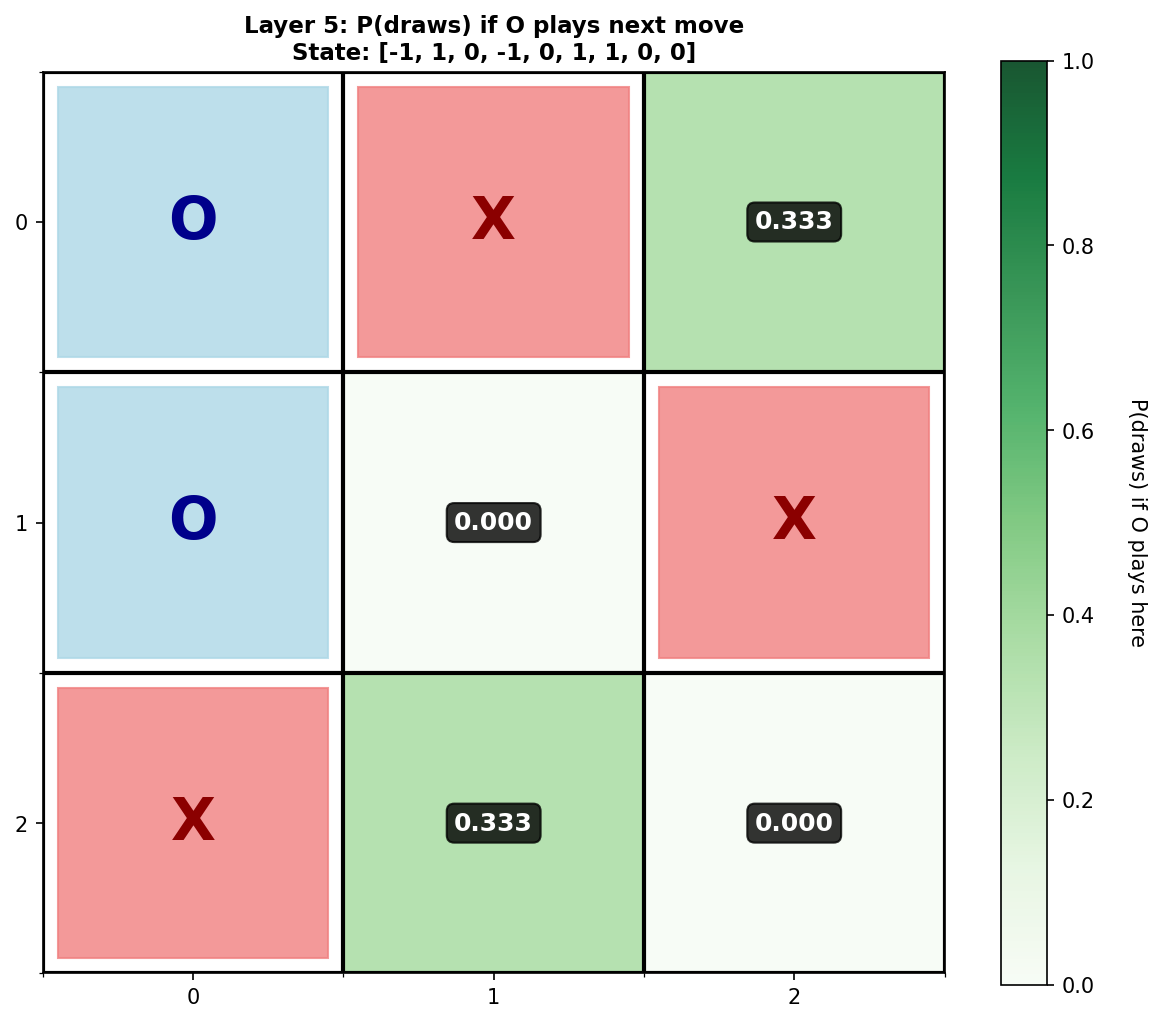 Layer 5: P(draws) if O plays next move
State: [-1, 1, 0, -1, 0, 1, 1, 0, 0]
O
X
0.333
O
0.000
X
X
0.333
0.000
0
1
2
0
1
2
1.0
0.8
0.6
0.4
0.2
0.0
P(draws) if O plays here